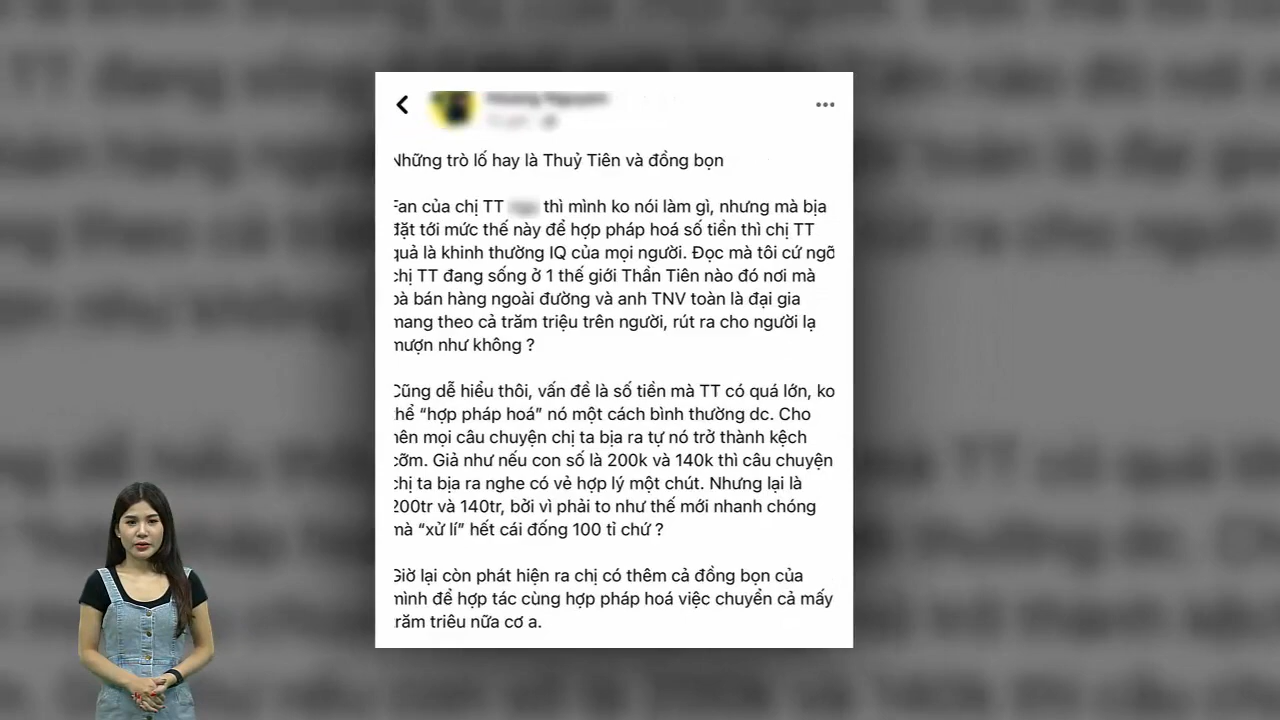 Những trò lố hay là Thuỷ Tiên và đồng bọn
Fan của chị TT thì mình ko nói làm gì, nhưng mà bịa
đặt tới mức thế này để hợp pháp hoá số tiền thì chị TT
quả là khinh thường IQ của mọi người. Đọc mà tôi cứ ngỡ
chị TT đang sống ở 1 thế giới Thần Tiên nào đó nơi mà
bà bán hàng ngoài đường và anh TNV toàn là đại gia
mang theo cả trăm triệu trên người, rút ra cho người lạ
mượn như không ?
Cũng dễ hiểu thôi, vấn đề là số tiền mà TT có quá lớn, ko
thể “hợp pháp hoá” nó một cách bình thường dc. Cho
nên mọi câu chuyện chị ta bịa ra tự nó trở thành kệch
cỡm. Giả như nếu con số là 200k và 140k thì câu chuyện
chị ta bịa ra nghe có vẻ hợp lý một chút. Nhưng lại là
200tr và 140tr, bởi vì phải to như thế mới nhanh chóng
mà “xử lí” hết cái đống 100 tỉ chứ ?
Giờ lại còn phát hiện ra chị có thêm cả đồng bọn của
mình để hợp tác cùng hợp pháp hoá việc chuyển cả mấy
trăm triêu nữa cơ a.